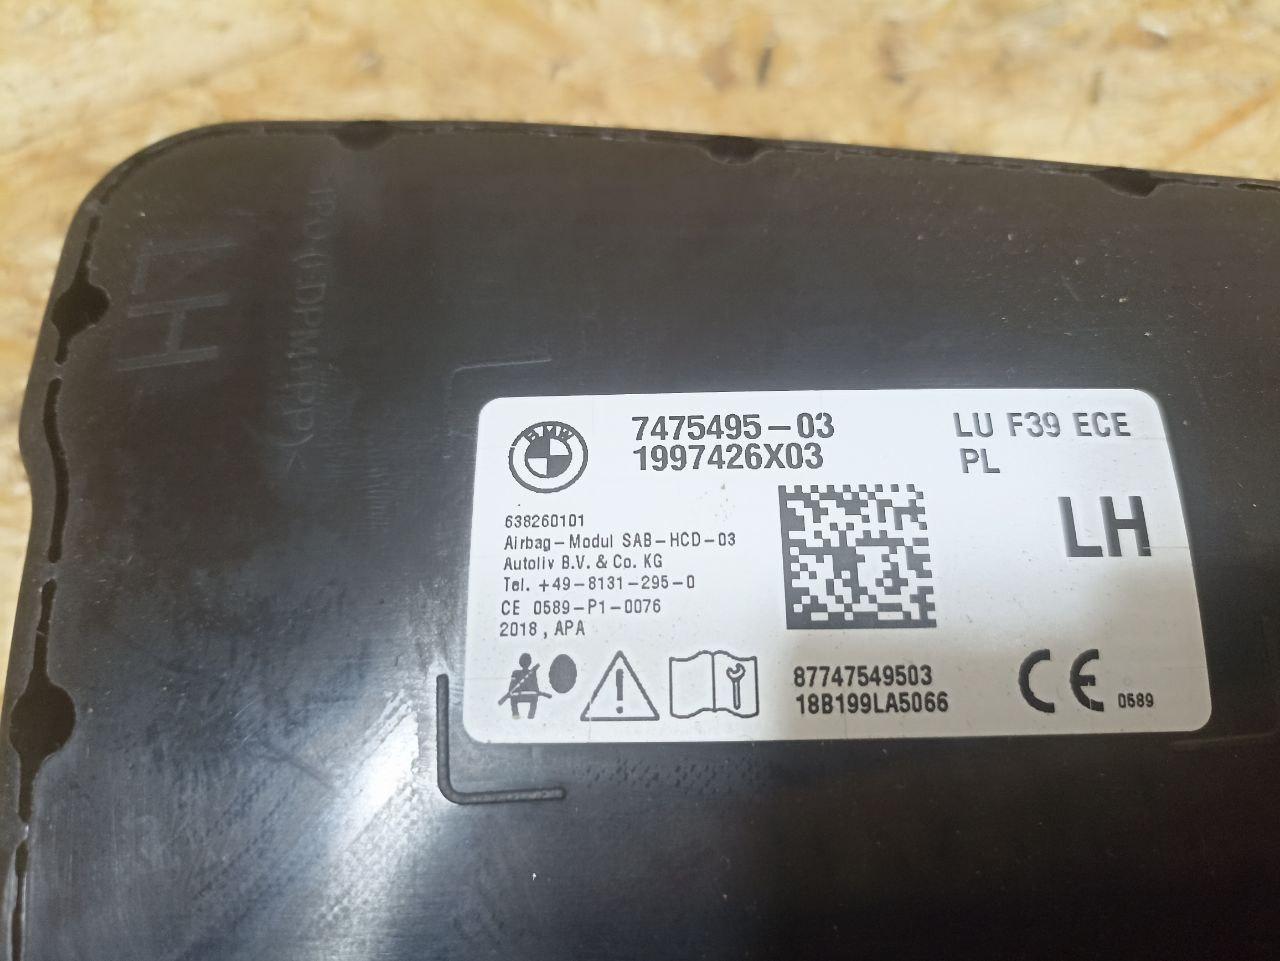 LH
BMW
7475495-03
1997426X03
LU F39 ECE
PL
LH
638260101
Airbag-Modul SAB-HCD-03
Autoliv B.V. & Co. KG
Tel. +49-8131-295-0
CE 0589-P1-0076
2018, APA
87747549503
18B199LA5066
CE 0589